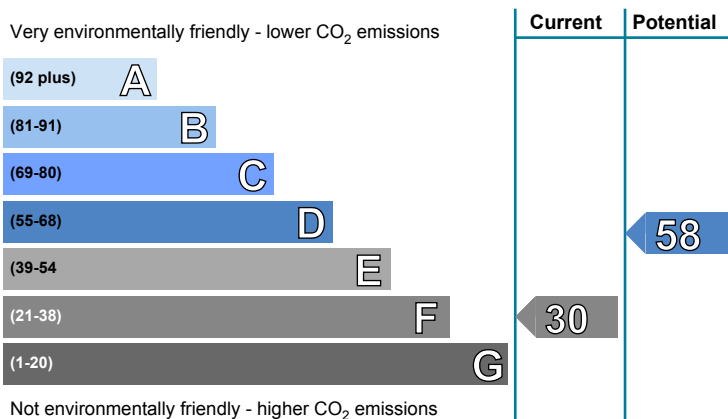 Current Potential
Very environmentally friendly - lower CO2 emissions
(92 plus) A
(81-91) B
(69-80) C
(55-68) D
58
(39-54 E
(21-38) F
30
(1-20) G
Not environmentally friendly - higher CO2 emissions